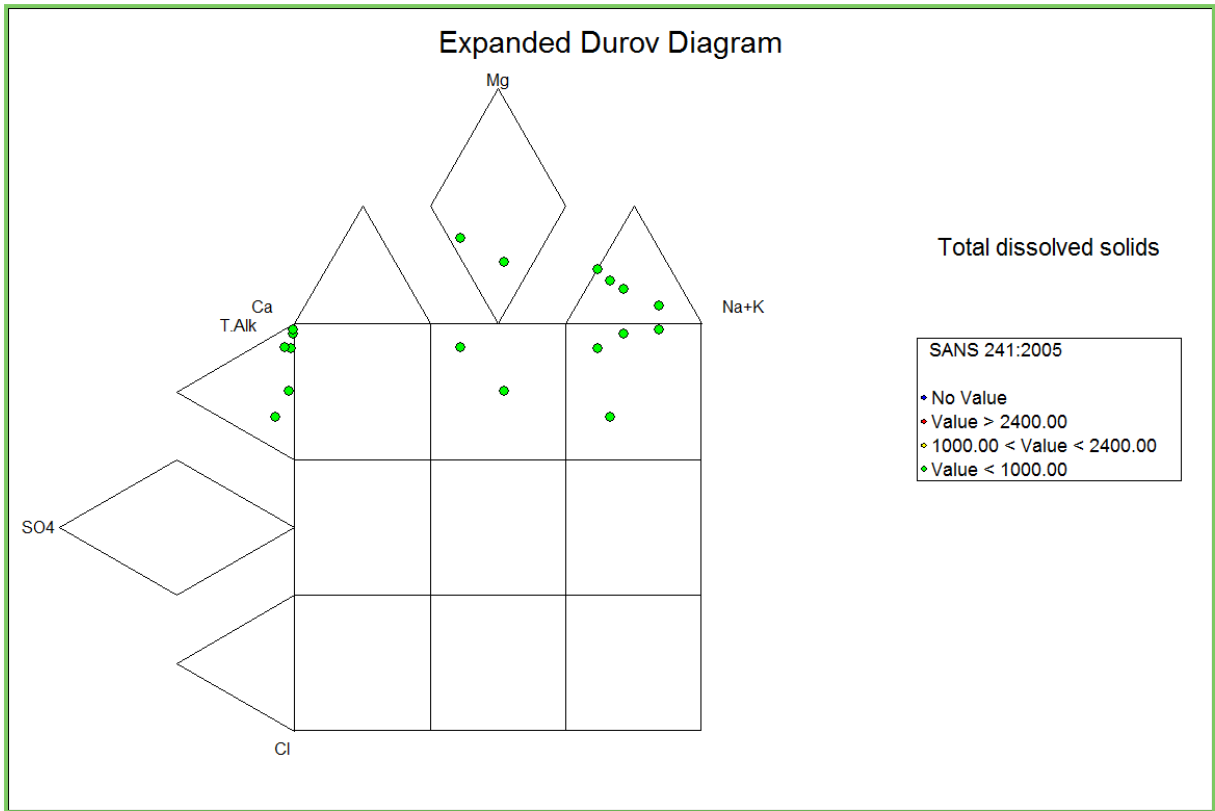 Expanded Durov Diagram
Mg
Total dissolved solids
Ca
Na+K
T.Alk
SANS 241:2005
No Value
Value > 2400.00
1000.00 < Value < 2400.00
Value < 1000.00
SO4
Cl